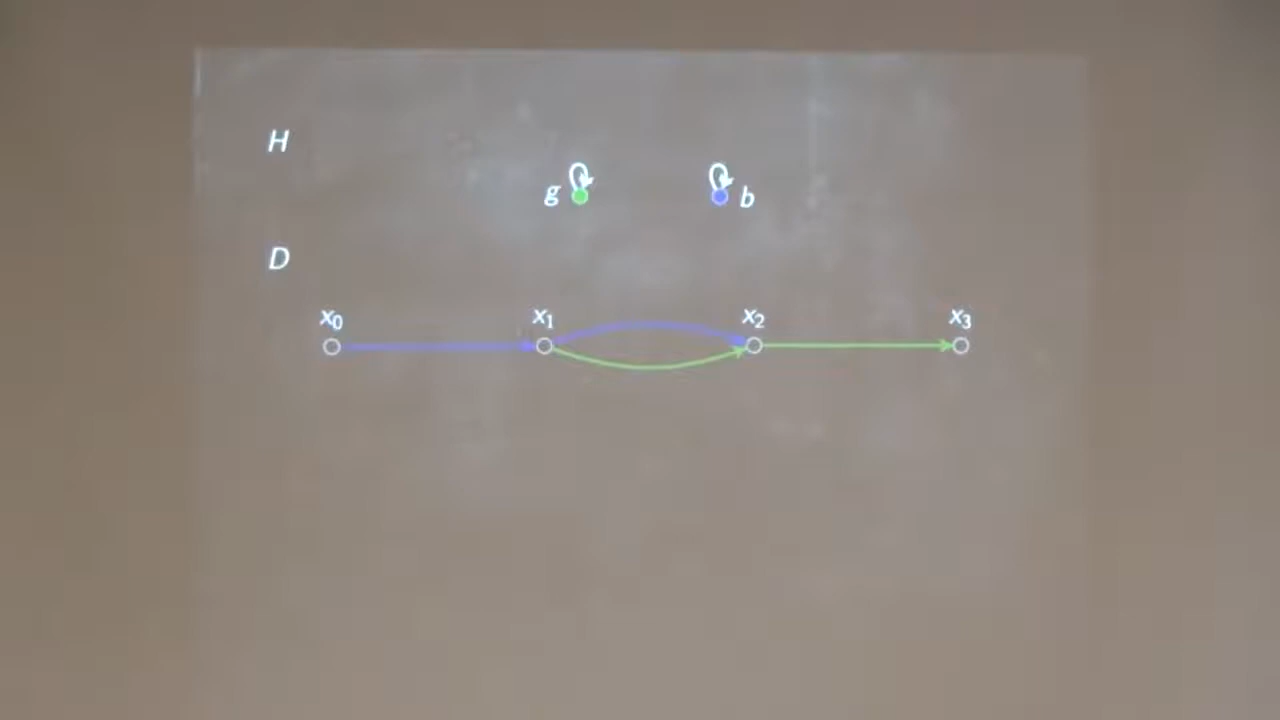 H
g b
D
x₀ x₁ x₂ x₃